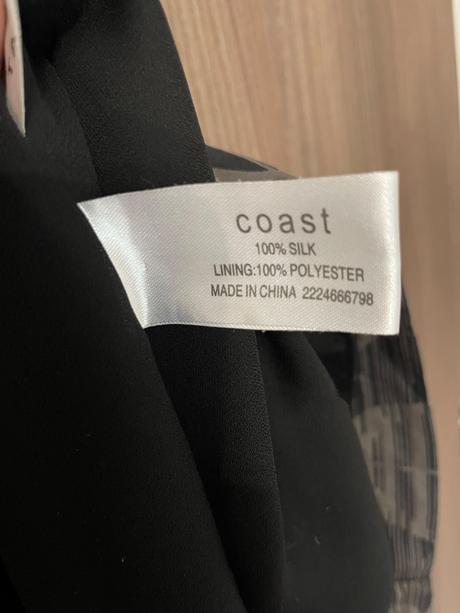 coast
100% SILK
LINING:100% POLYESTER
MADE IN CHINA 2224666798